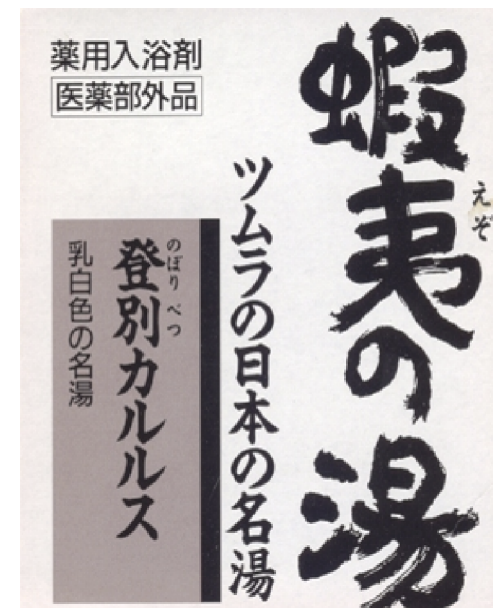 薬用入浴剤
医薬部外品
蝦夷の湯
えぞ
ツムラの日本の名湯
のぼりべつ
登別カルルス
乳白色の名湯